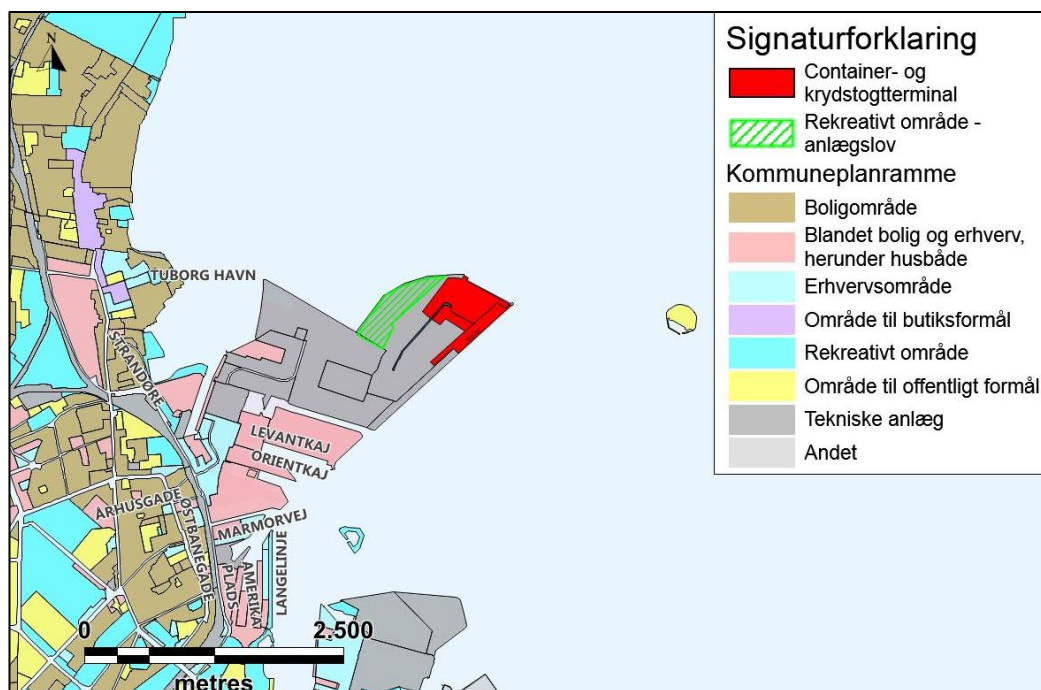 N
Signaturforklaring
Container- og
krydstogtterminal
Rekreativt område -
anlægslov
Kommuneplanramme
Boligområde
Blandet bolig og erhverv,
herunder husbåde
Erhvervsområde
Område til butiksformål
Rekreativt område
Område til offentligt formål
Tekniske anlæg
Andet
TUBORG HAVN
STRANDØRE
LEVANTKAJ
ORIENTKAJ
ÅRHUSGADE
ØSTBANEGADE
MARMORVEJ
AMERIKA
PLADS
LANGELINJE
0 2.500
metres